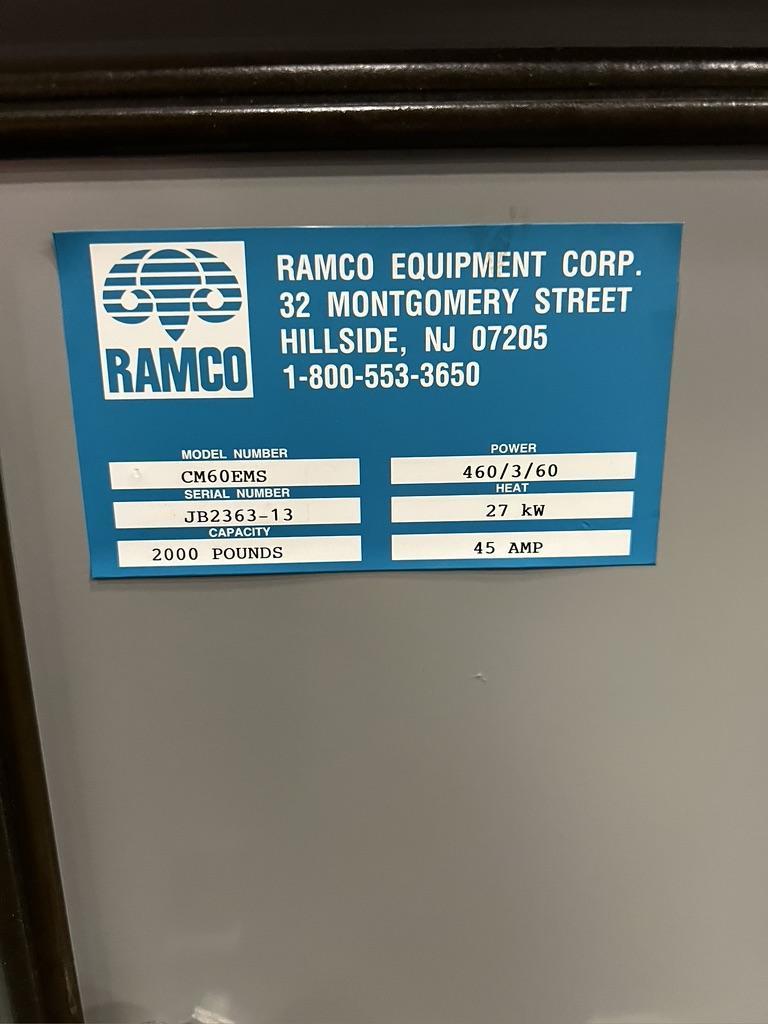 RAMCO
RAMCO EQUIPMENT CORP.
32 MONTGOMERY STREET
HILLSIDE, NJ 07205
1-800-553-3650
MODEL NUMBER
CM60EMS
SERIAL NUMBER
JB2363-13
CAPACITY
2000 POUNDS
POWER
460/3/60
HEAT
27 kW
45 AMP